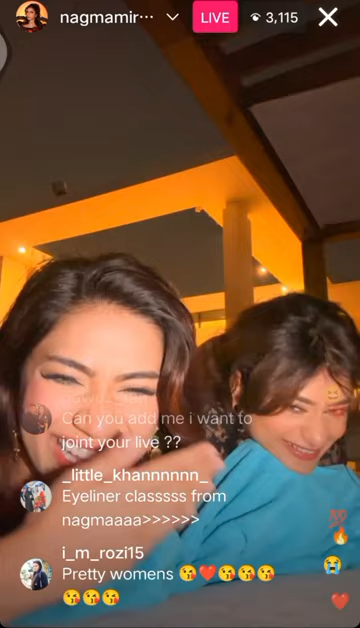 nagmamir...
LIVE
3,115
Can you add me i want to
joint your live ??
_little_khannnnnn_
Eyeliner classsss from
nagmaaaa>>>>>>
i_m_rozi15
Pretty womens 😘❤️😘😘😘
😘😘😘